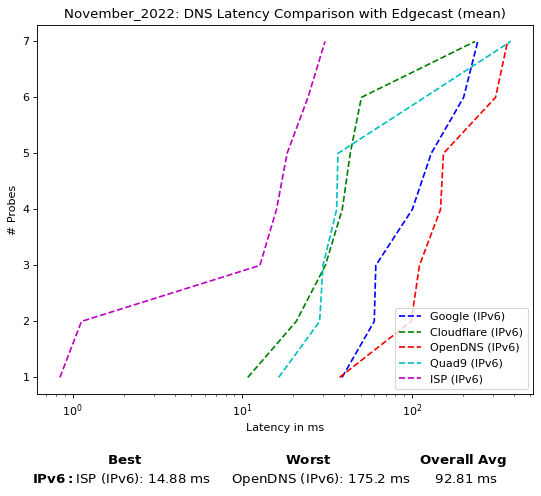 November_2022: DNS Latency Comparison with Edgecast (mean)
# Probes
7
6
5
4
3
2
1
10^0 10^1 10^2
Latency in ms
Google (IPv6)
Cloudflare (IPv6)
OpenDNS (IPv6)
Quad9 (IPv6)
ISP (IPv6)
Best Worst Overall Avg
IPv6: ISP (IPv6): 14.88 ms OpenDNS (IPv6): 175.2 ms 92.81 ms